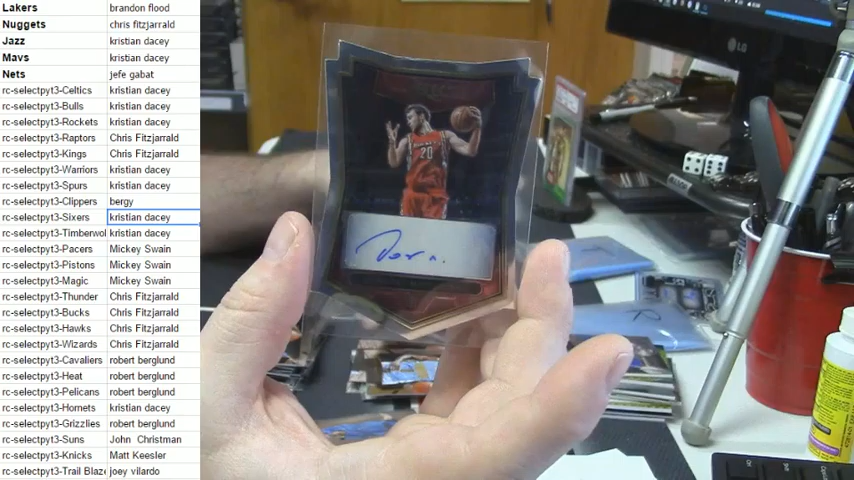 Lakers brandon flood
Nuggets chris fitzjarrald
Jazz kristian dacey
Mavs kristian dacey
Nets jefe gabat
rc-selectpyt3-Celtics kristian dacey
rc-selectpyt3-Bulls kristian dacey
rc-selectpyt3-Rockets kristian dacey
rc-selectpyt3-Raptors Chris Fitzjarrald
rc-selectpyt3-Kings Chris Fitzjarrald
rc-selectpyt3-Warriors kristian dacey
rc-selectpyt3-Spurs kristian dacey
rc-selectpyt3-Clippers bergy
rc-selectpyt3-Sixers kristian dacey
rc-selectpyt3-Timberwol kristian dacey
rc-selectpyt3-Pacers Mickey Swain
rc-selectpyt3-Pistons Mickey Swain
rc-selectpyt3-Magic Mickey Swain
rc-selectpyt3-Thunder Chris Fitzjarrald
rc-selectpyt3-Bucks Chris Fitzjarrald
rc-selectpyt3-Hawks Chris Fitzjarrald
rc-selectpyt3-Wizards Chris Fitzjarrald
rc-selectpyt3-Cavaliers robert berglund
rc-selectpyt3-Heat robert berglund
rc-selectpyt3-Pelicans robert berglund
rc-selectpyt3-Hornets kristian dacey
rc-selectpyt3-Grizzlies robert berglund
rc-selectpyt3-Suns John Christman
rc-selectpyt3-Knicks Matt Keesler
rc-selectpyt3-Trail Blaze joey vilardo
20
LG